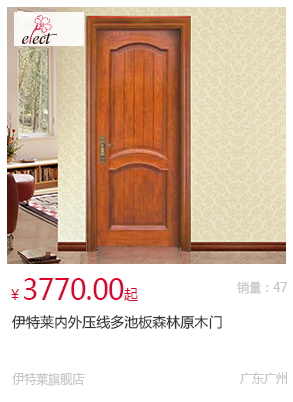 elect
¥ 3770.00起
销量：47
伊特莱内外压线多池板森林原木门
伊特莱旗舰店
广东广州